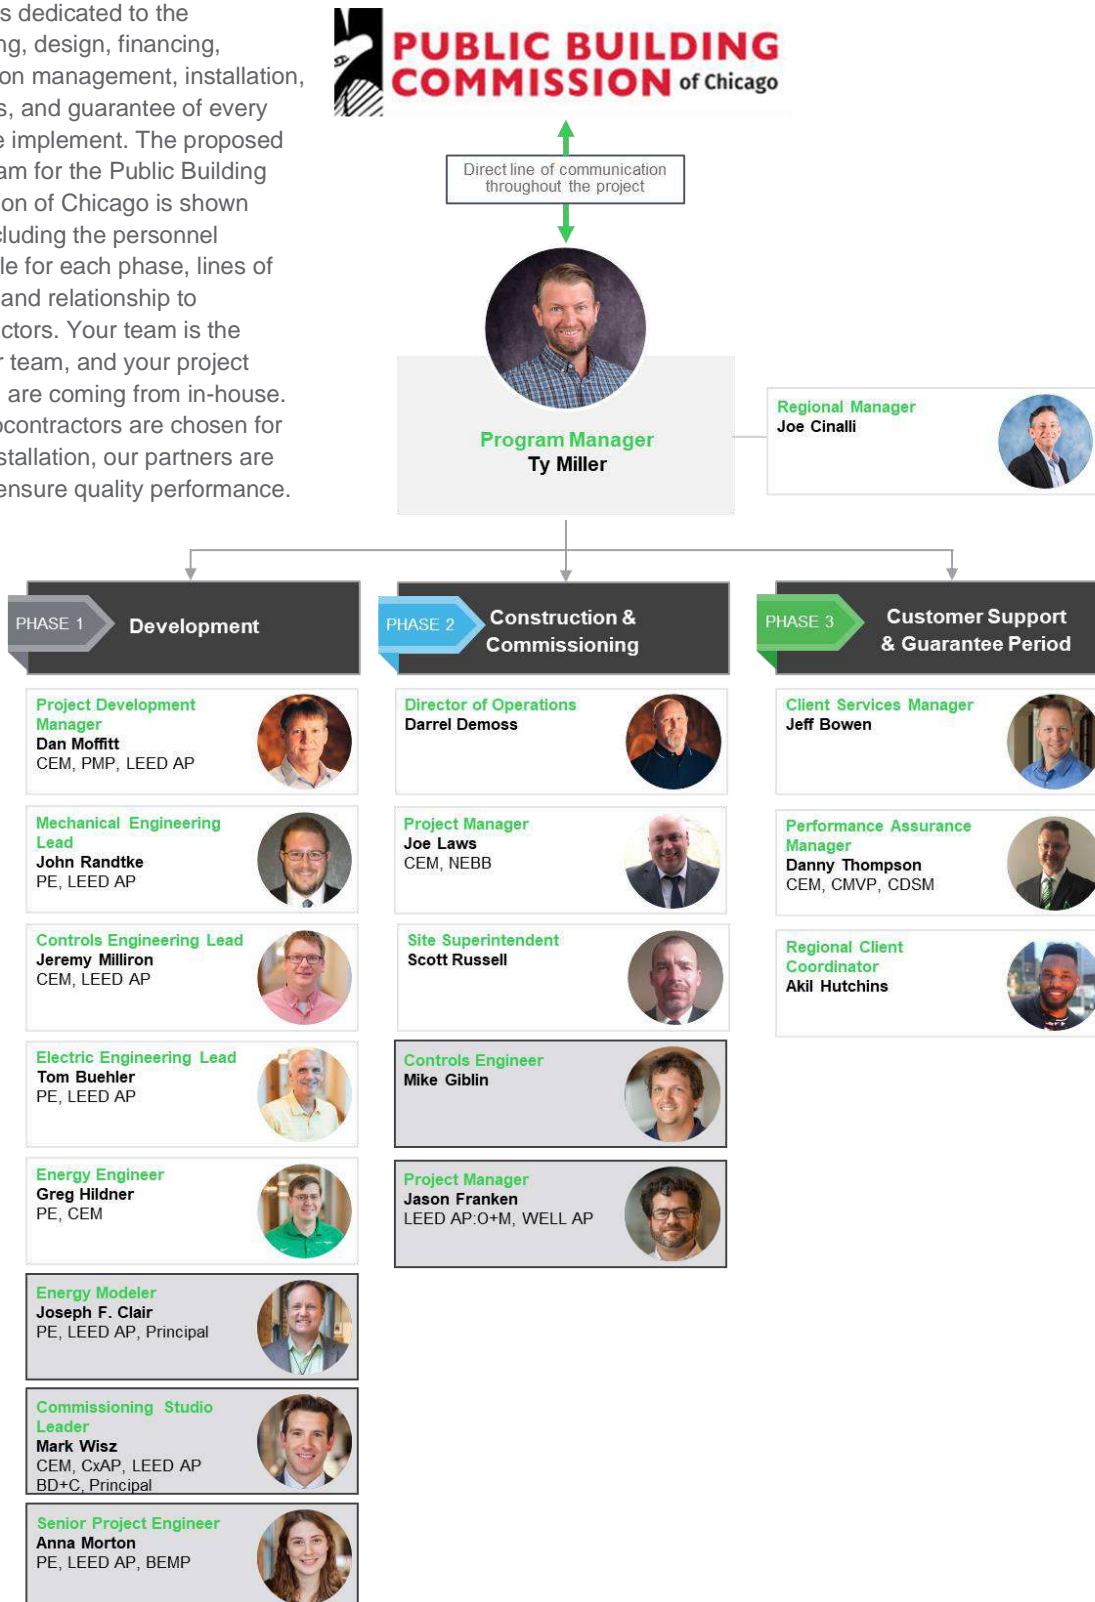 s dedicated to the
ng, design, financing,
on management, installation,
s, and guarantee of every
e implement. The proposed
am for the Public Building
on of Chicago is shown
cluding the personnel
le for each phase, lines of
and relationship to
ctors. Your team is the
r team, and your project
are coming from in-house.
ocontractors are chosen for
stallation, our partners are
ensure quality performance.
PUBLIC BUILDING
COMMISSION of Chicago
Direct line of communication
throughout the project
Program Manager
Ty Miller
Regional Manager
Joe Cinalli
PHASE 1
Development
Project Development
Manager
Dan Moffitt
CEM, PMP, LEED AP
Mechanical Engineering
Lead
John Randtke
PE, LEED AP
Controls Engineering Lead
Jeremy Milliron
CEM, LEED AP
Electric Engineering Lead
Tom Buehler
PE, LEED AP
Energy Engineer
Greg Hildner
PE, CEM
Energy Modeler
Joseph F. Clair
PE, LEED AP, Principal
Commissioning Studio
Leader
Mark Wisz
CEM, CxAP, LEED AP
BD+C, Principal
Senior Project Engineer
Anna Morton
PE, LEED AP, BEMP
PHASE 2
Construction &
Commissioning
Director of Operations
Darrel Demoss
Project Manager
Joe Laws
CEM, NEBB
Site Superintendent
Scott Russell
Controls Engineer
Mike Giblin
Project Manager
Jason Franken
LEED AP:O+M, WELL AP
PHASE 3
Customer Support
& Guarantee Period
Client Services Manager
Jeff Bowen
Performance Assurance
Manager
Danny Thompson
CEM, CMVP, CDSM
Regional Client
Coordinator
Akil Hutchins